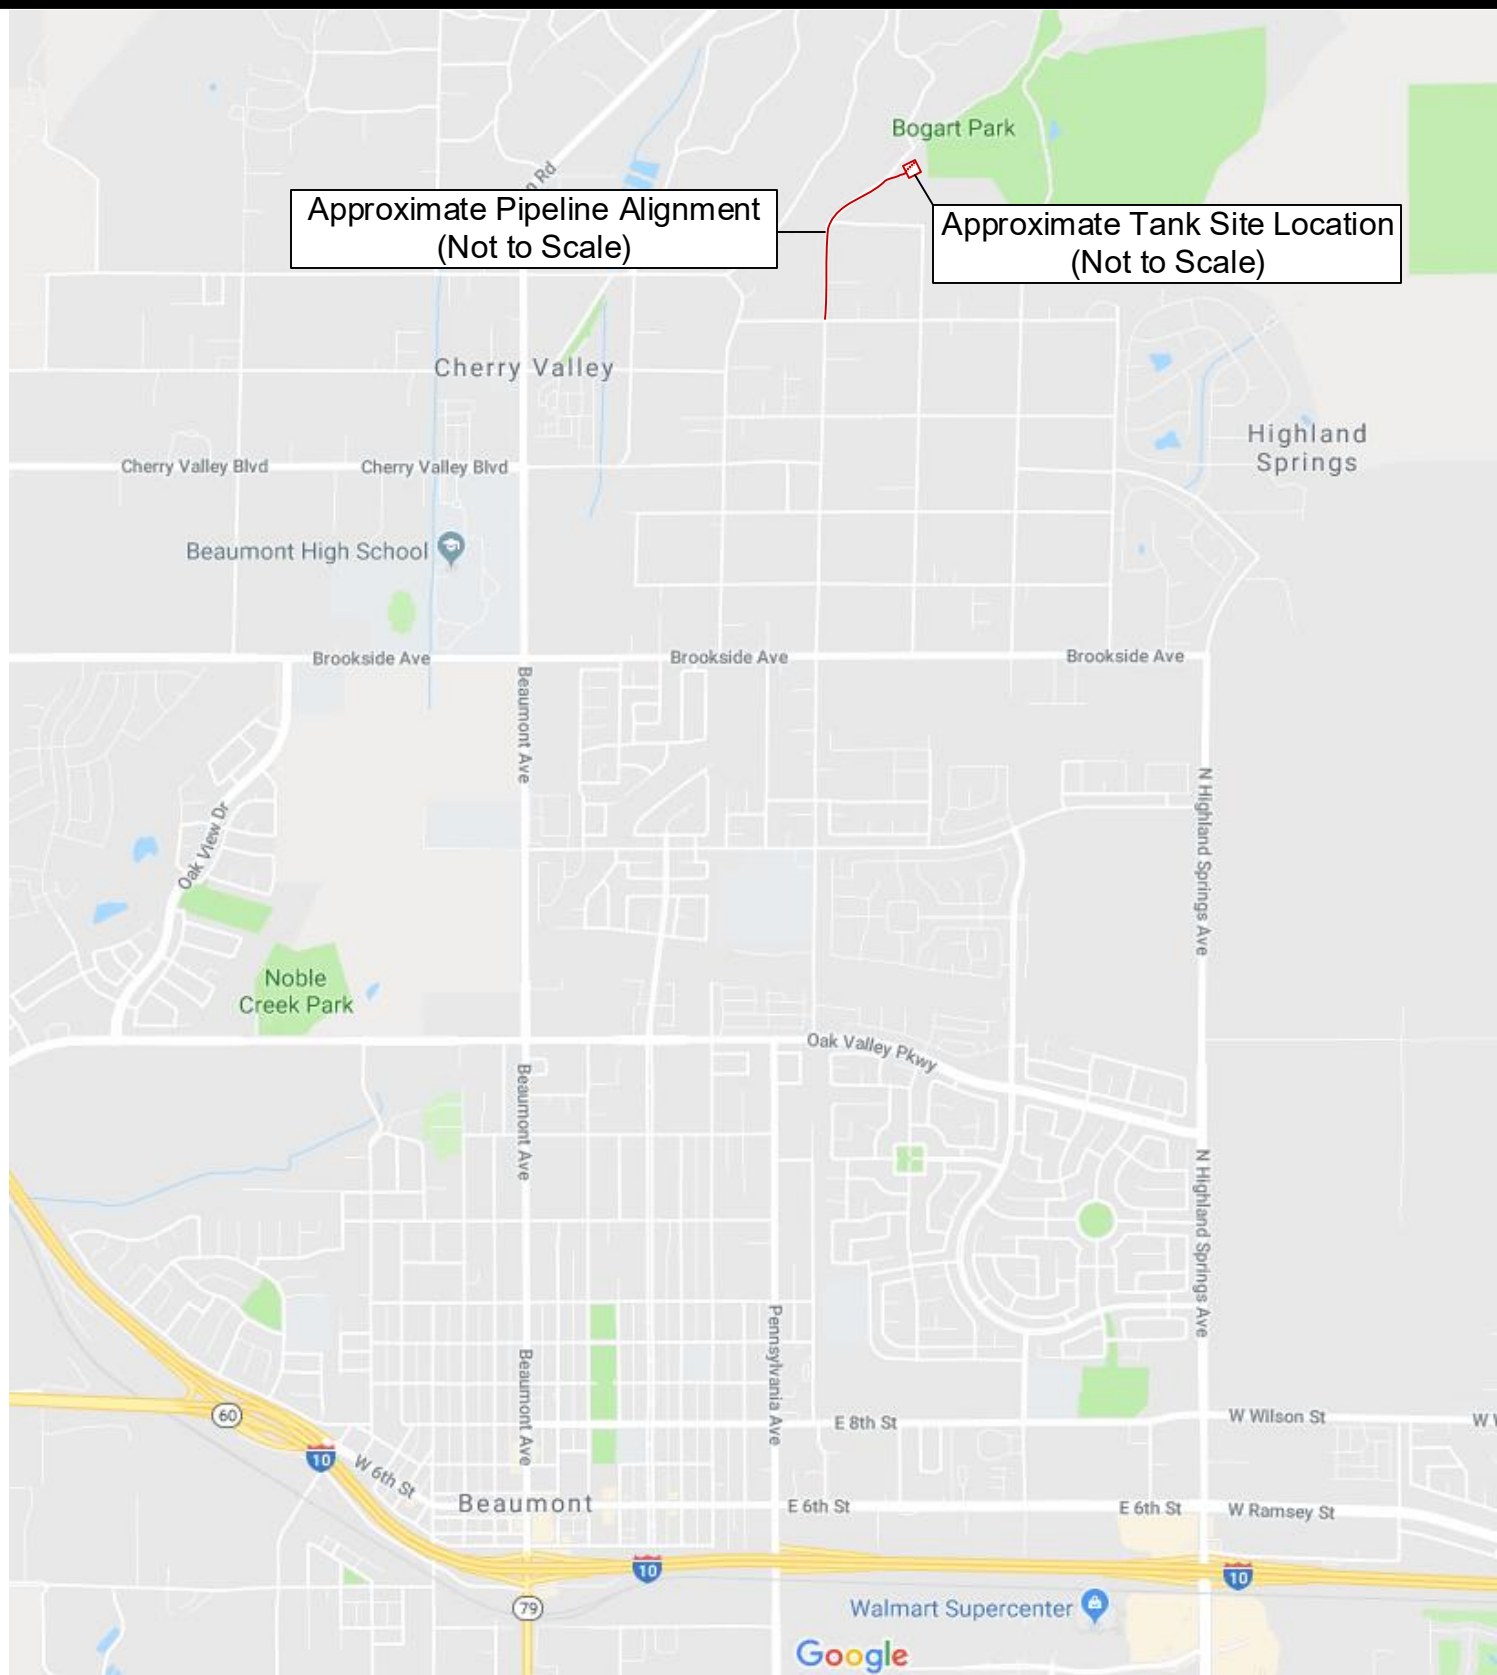 Bogart Park
n Rd
Approximate Pipeline Alignment
(Not to Scale)
Approximate Tank Site Location
(Not to Scale)
Cherry Valley
Highland
Springs
Cherry Valley Blvd
Cherry Valley Blvd
Beaumont High School
Brookside Ave
Brookside Ave
Brookside Ave
Beaumont Ave
N Highland Springs Ave
Oak View Dr
Noble
Creek Park
Oak Valley Pkwy
Beaumont Ave
N Highland Springs Ave
Pennsylvania Ave
Beaumont Ave
60
10
W 6th St
E 8th St
W Wilson St
W W
Beaumont
E 6th St
E 6th St
W Ramsey St
10
10
79
Walmart Supercenter
Google